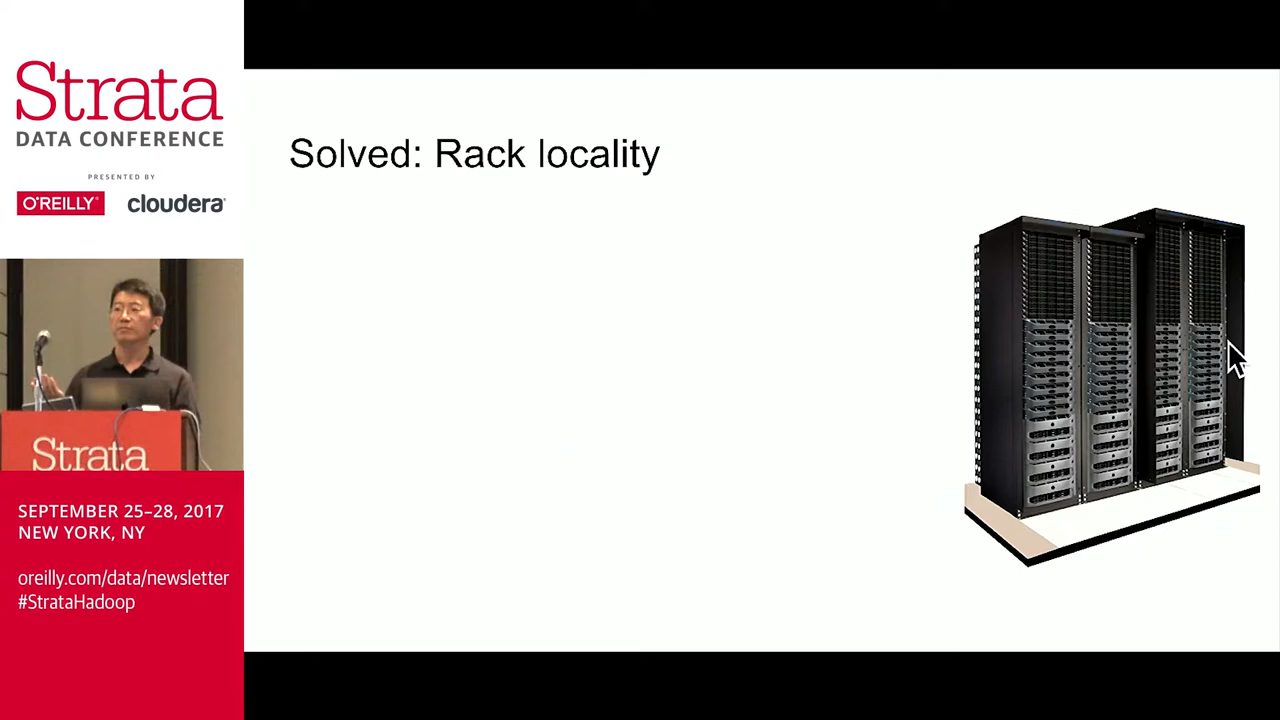 Strata
DATA CONFERENCE
PRESENTED BY
O'REILLY®
cloudera
Strata
SEPTEMBER 25–28, 2017
NEW YORK, NY
oreilly.com/data/newsletter
#StrataHadoop
Solved: Rack locality